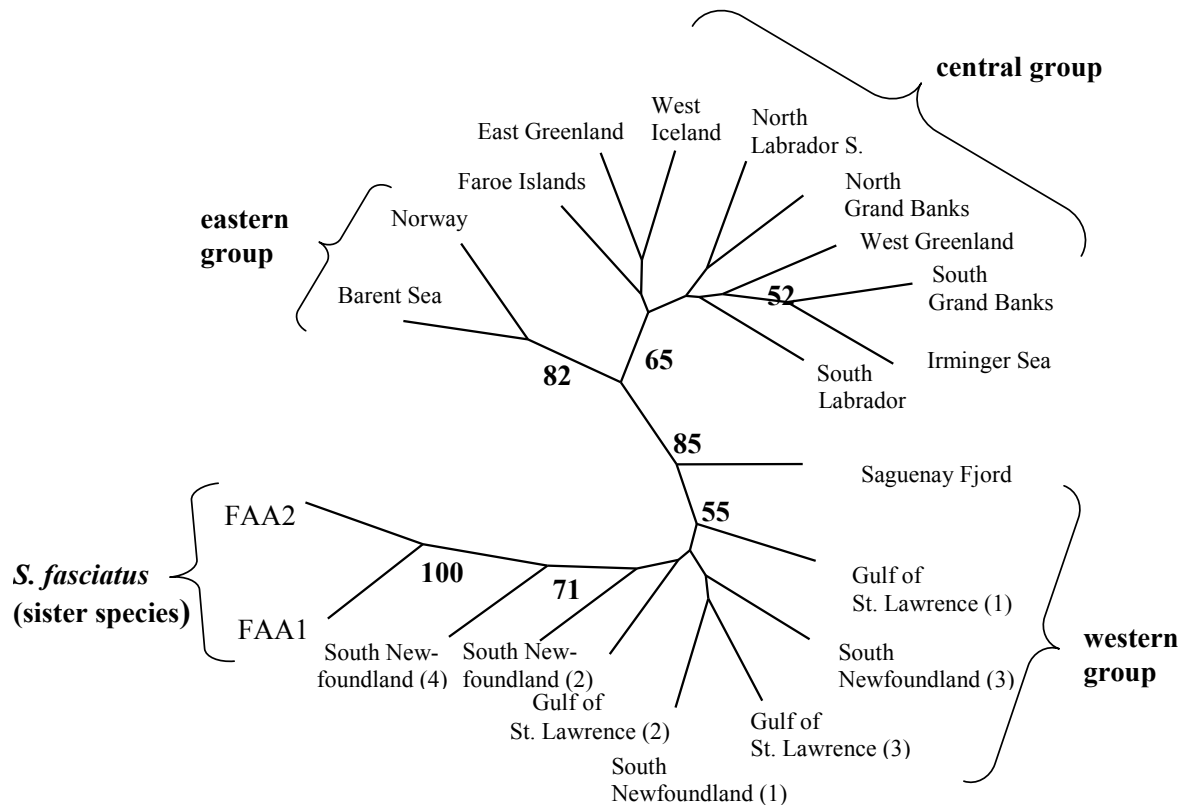 central group
West
Iceland
East Greenland
North
Labrador S.
Faroe Islands
North
Grand Banks
eastern
group
Norway
West Greenland
South
Grand Banks
Barent Sea
52
65
82
Irminger Sea
South
Labrador
85
Saguenay Fjord
55
FAA2
Gulf of
St. Lawrence (1)
S. fasciatus
(sister species)
100
71
FAA1
South New-
foundland (4)
South New-
foundland (2)
South
Newfoundland (3)
western
group
Gulf of
St. Lawrence (2)
Gulf of
St. Lawrence (3)
South
Newfoundland (1)